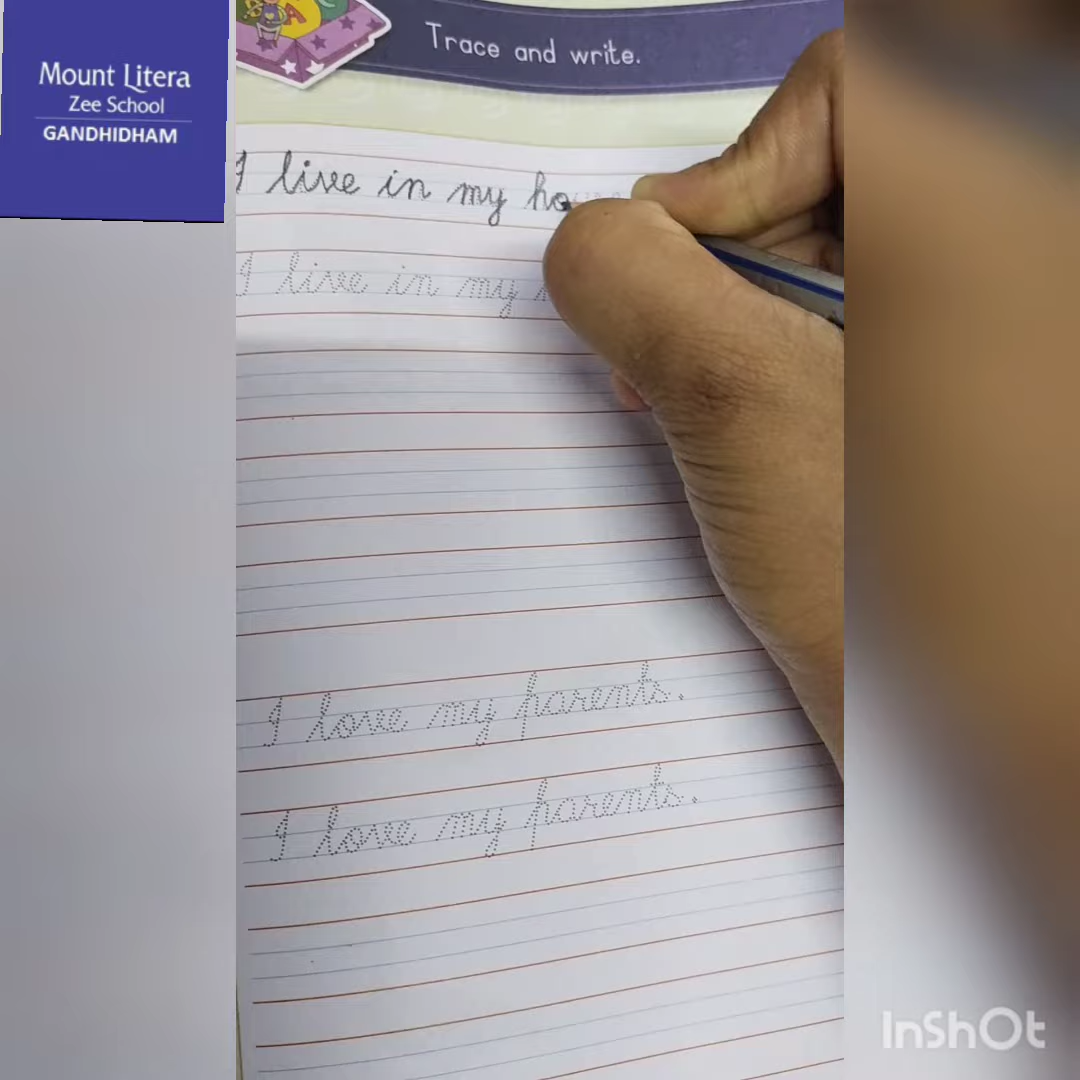 Mount Litera
Zee School
GANDHIDHAM
Trace and write.
I live in my
I live in my
I love my parents.
I love my parents.
InShOt